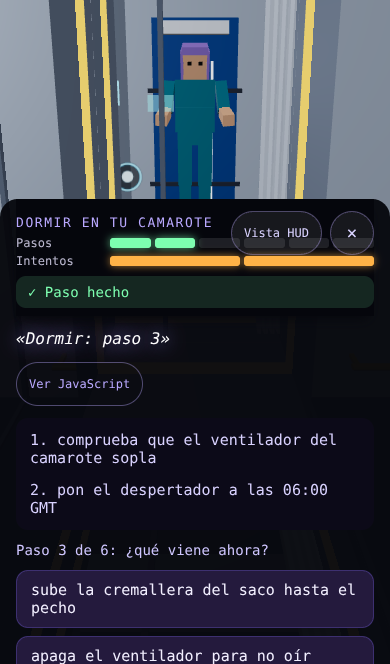 DORMIR EN TU CAMAROTE
Vista HUD
×
Pasos
Intentos
✓ Paso hecho
«Dormir: paso 3»
Ver JavaScript
1. comprueba que el ventilador del
camarote sopla
2. pon el despertador a las 06:00
GMT
Paso 3 de 6: ¿qué viene ahora?
sube la cremallera del saco hasta el
pecho
apaga el ventilador para no oír